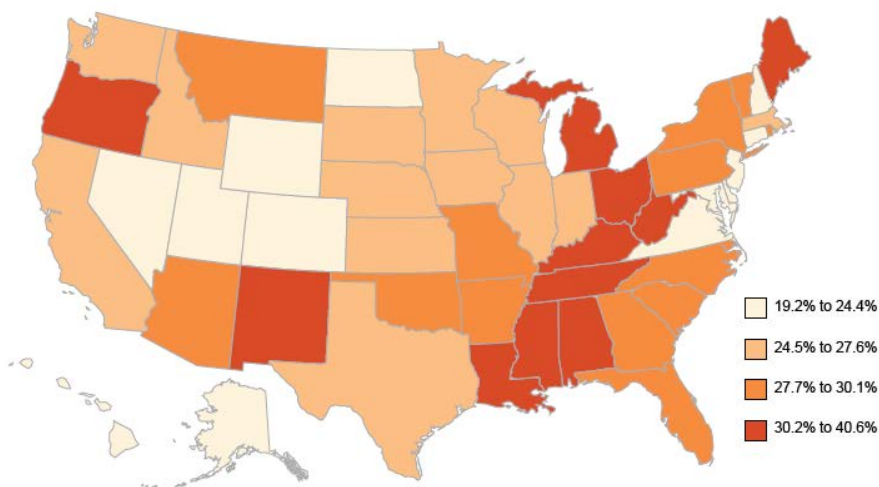 19.2% to 24.4%
24.5% to 27.6%
27.7% to 30.1%
30.2% to 40.6%